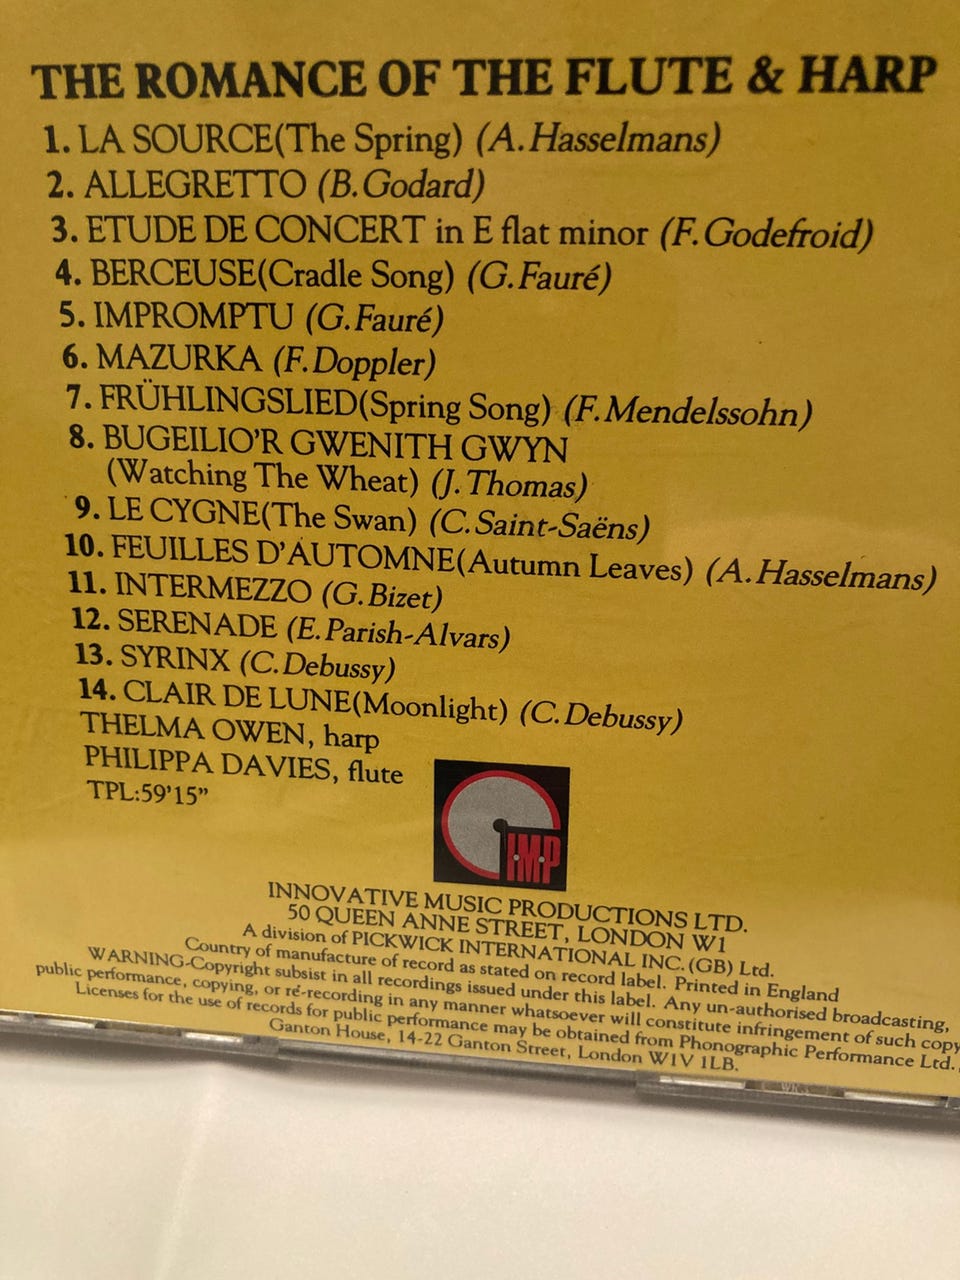 THE ROMANCE OF THE FLUTE & HARP
1. LA SOURCE(The Spring) (A.Hasselmans)
2. ALLEGRETTO (B.Godard)
3. ETUDE DE CONCERT in E flat minor (F.Godefroid)
4. BERCEUSE(Cradle Song) (G.Fauré)
5. IMPROMPTU (G.Fauré)
6. MAZURKA (F.Doppler)
7. FRÜHLINGSLIED(Spring Song) (F.Mendelssohn)
8. BUGEILIO'R GWENITH GWYN
(Watching The Wheat) (J.Thomas)
9. LE CYGNE(The Swan) (C.Saint-Saëns)
10. FEUILLES D'AUTOMNE(Autumn Leaves) (A.Hasselmans)
11. INTERMEZZO (G.Bizet)
12. SERENADE (E.Parish-Alvars)
13. SYRINX (C.Debussy)
14. CLAIR DE LUNE(Moonlight) (C.Debussy)
THELMA OWEN, harp
PHILIPPA DAVIES, flute
TPL:59'15"
I·M·P
INNOVATIVE MUSIC PRODUCTIONS LTD.
50 QUEEN ANNE STREET, LONDON W1
A division of PICKWICK INTERNATIONAL INC.(GB) Ltd.
Country of manufacture of record as stated on record label. Printed in England
WARNING-Copyright subsist in all recordings issued under this label. Any un-authorised broadcasting,
public performance, copying, or ré-recording in any manner whatsoever will constitute infringement of such copy
Licenses for the use of records for public performance may be obtained from Phonographic Performance Ltd.,
Ganton House, 14-22 Ganton Street, London W1V 1LB.